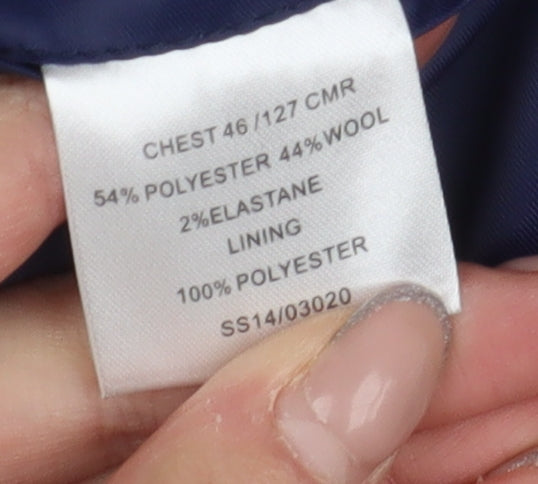 CHEST 46 /127 CMR
54% POLYESTER 44%WOOL
2%ELASTANE
LINING
100% POLYESTER
SS14/03020